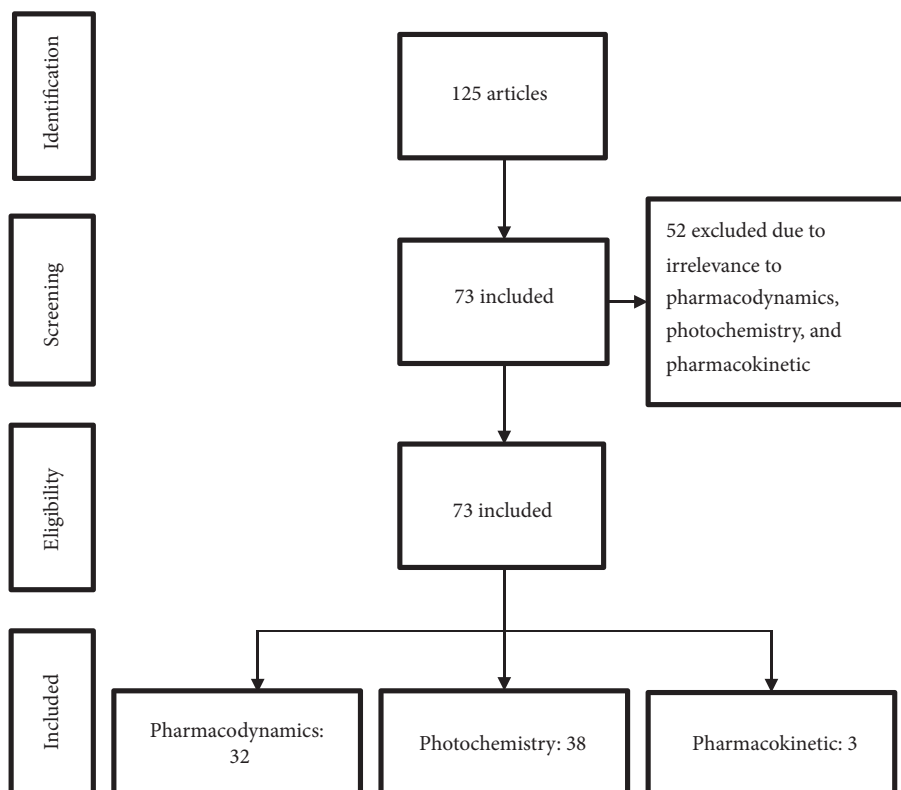 Identification
125 articles
Screening
73 included
52 excluded due to
irrelevance to
pharmacodynamics,
photochemistry, and
pharmacokinetic
Eligibility
73 included
Included
Pharmacodynamics:
32
Photochemistry: 38
Pharmacokinetic: 3